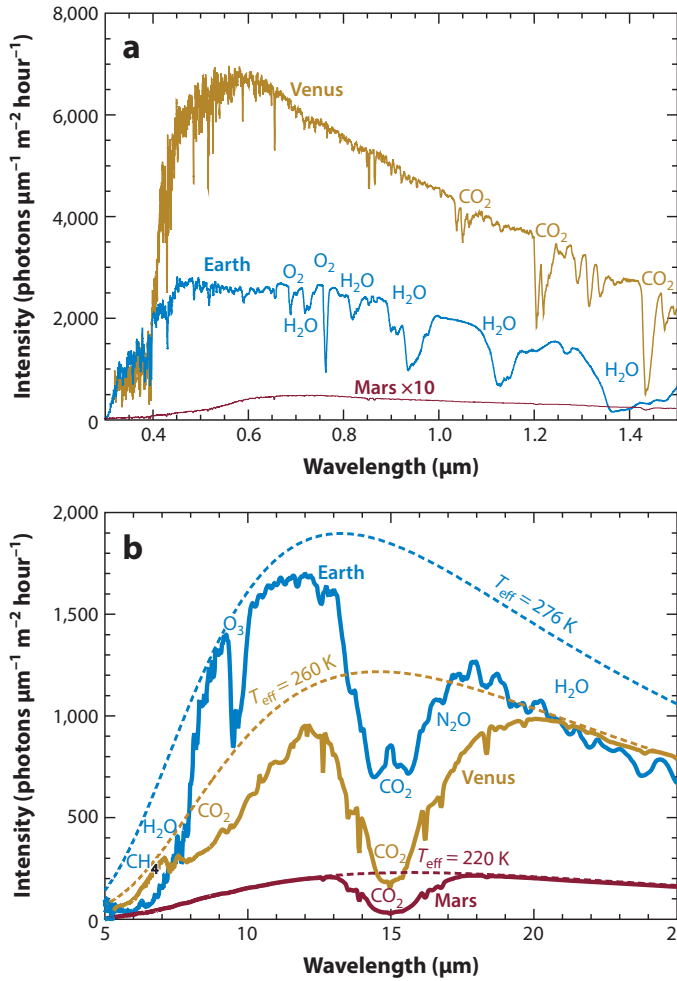 8,000
a
Venus
6,000
CO2
4,000
CO2
CO2
Earth
O2
O2
H2O
H2O
H2O
H2O
2,000
H2O
Mars ×10
0
0.4 0.6 0.8 1.0 1.2 1.4
Wavelength (µm)
Intensity (photons µm⁻¹ m⁻² hour⁻¹)
2,000
b
Earth
Teff = 276 K
1,500
O3
Teff = 260 K
H2O
1,000
N2O
CO2
Venus
CO2
500
H2O
CH4
CO2
Teff = 220 K
CO2
Mars
0
5 10 15 20 25
Wavelength (µm)
Intensity (photons µm⁻¹ m⁻² hour⁻¹)